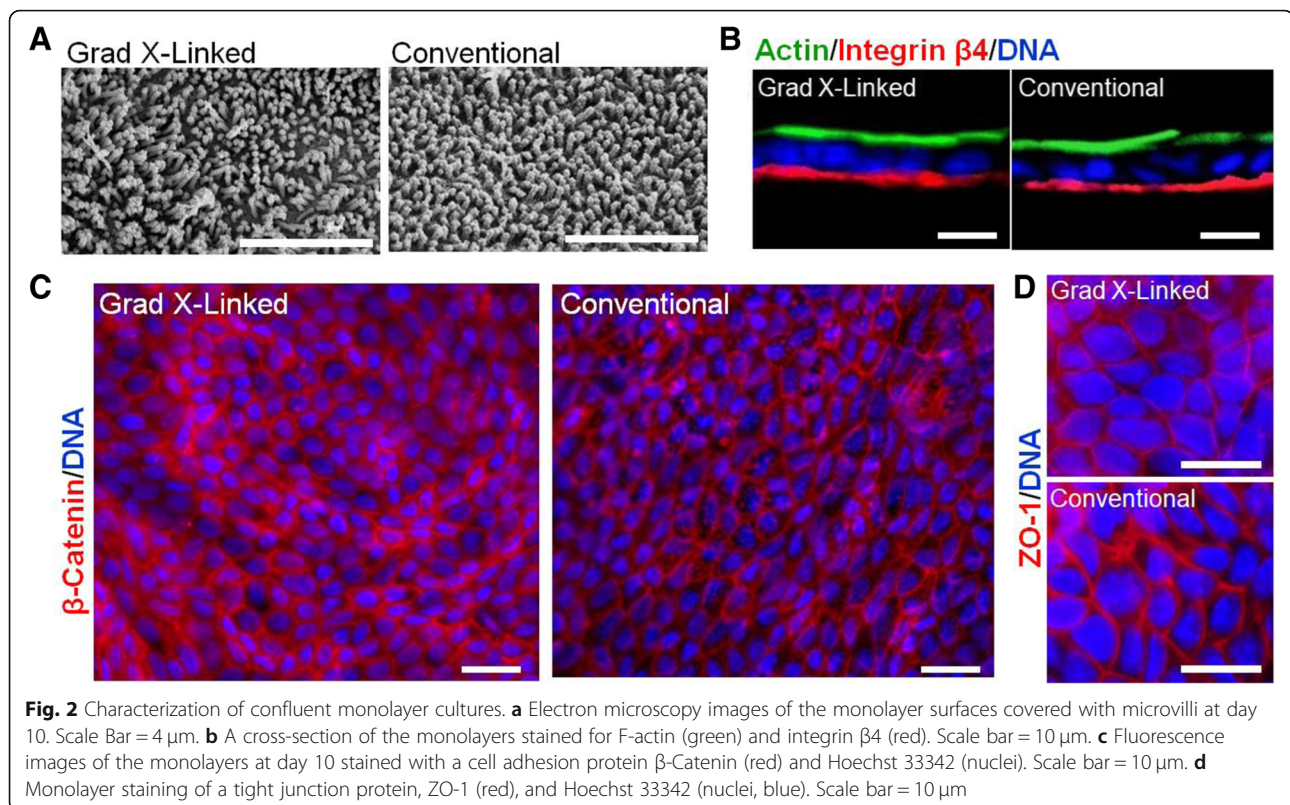 A
Grad X-Linked
Conventional
B
Actin/Integrin β4/DNA
Grad X-Linked
Conventional
C
Grad X-Linked
Conventional
β-Catenin/DNA
D
Grad X-Linked
Conventional
ZO-1/DNA
Fig. 2 Characterization of confluent monolayer cultures. a Electron microscopy images of the monolayer surfaces covered with microvilli at day
10. Scale Bar = 4 μm. b A cross-section of the monolayers stained for F-actin (green) and integrin β4 (red). Scale bar = 10 μm. c Fluorescence
images of the monolayers at day 10 stained with a cell adhesion protein β-Catenin (red) and Hoechst 33342 (nuclei). Scale bar = 10 μm. d
Monolayer staining of a tight junction protein, ZO-1 (red), and Hoechst 33342 (nuclei, blue). Scale bar = 10 μm